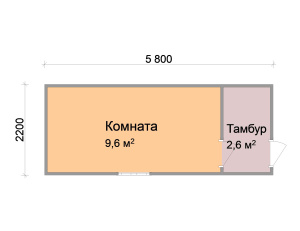 5 800
2200
Комната
9,6 м²
Тамбур
2,6 м²